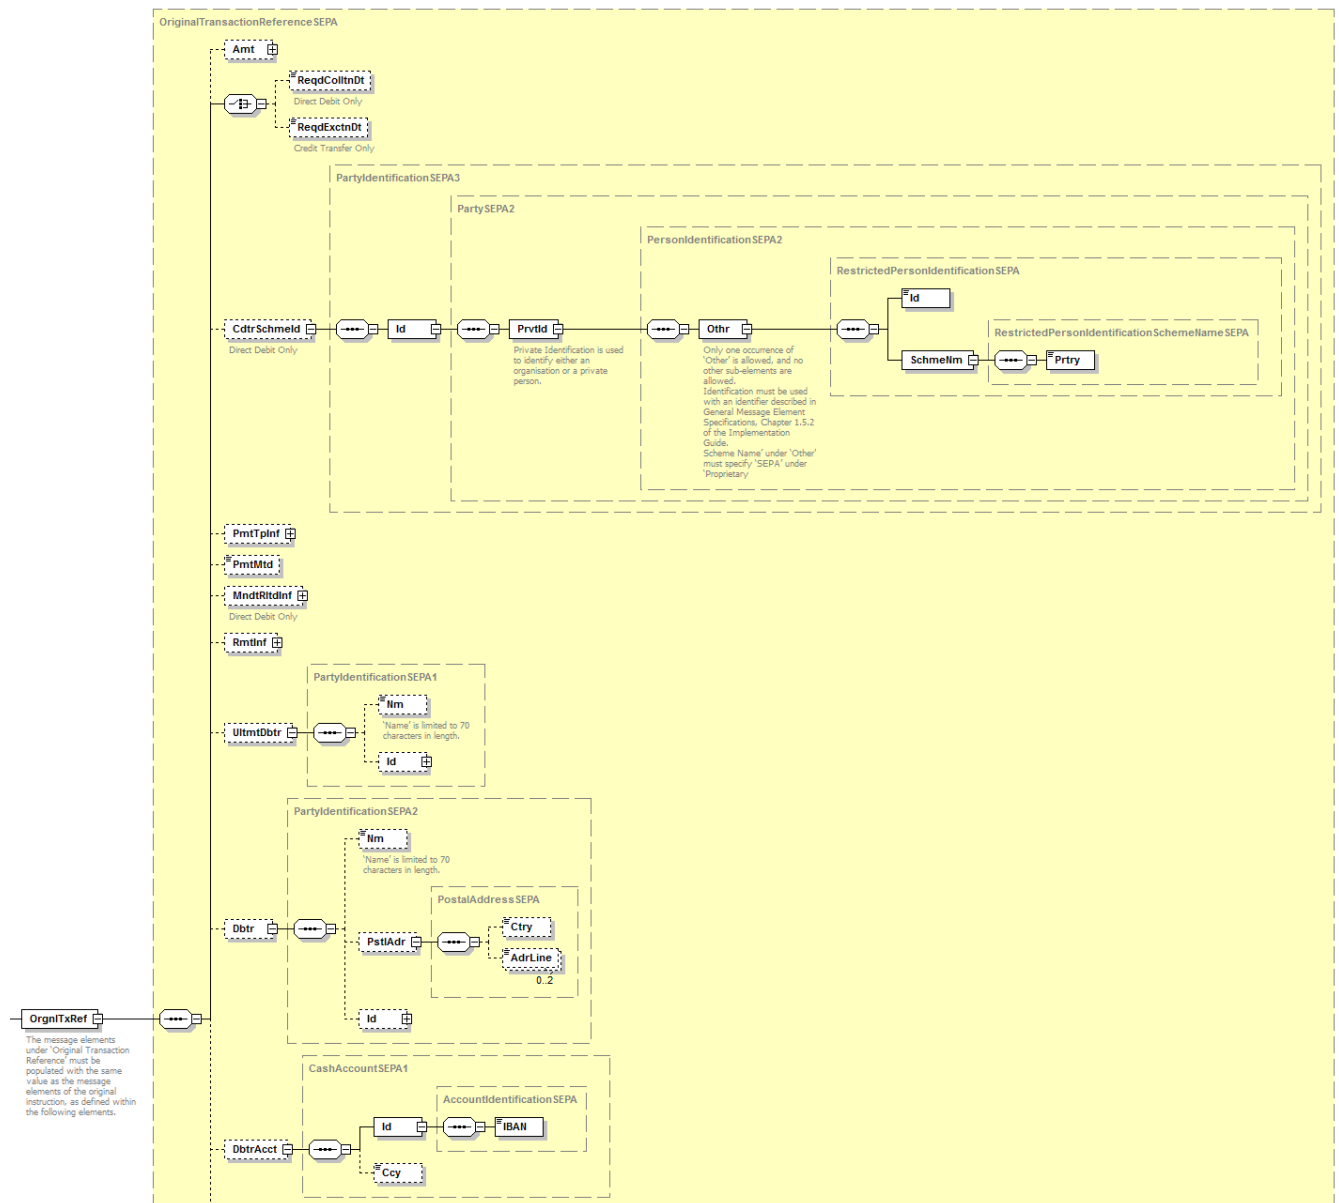 OriginalTransactionReferenceSEPA
Amt
ReqdColltnDt
Direct Debit Only
ReqdExctnDt
Credit Transfer Only
PartyIdentificationSEPA3
PartySEPA2
PersonIdentificationSEPA2
RestrictedPersonIdentificationSEPA
Id
RestrictedPersonIdentificationSchemeNameSEPA
CdtrSchmeId
Direct Debit Only
Id
PrvtId
Private Identification is used
to identify either an
organisation or a private
person.
Othr
Only one occurrence of
'Other' is allowed, and no
other sub-elements are
allowed.
Identification must be used
with an identifier described in
General Message Element
Specifications, Chapter 1.5.2
of the Implementation
Guide.
Scheme Name' under 'Other'
must specify 'SEPA' under
'Proprietary
SchmeNm
Prtry
PmtTpInf
PmtMtd
MndtRltdInf
Direct Debit Only
RmtInf
PartyIdentificationSEPA1
Nm
'Name' is limited to 70
characters in length.
UltmtDbtr
Id
PartyIdentificationSEPA2
Nm
'Name' is limited to 70
characters in length.
PostalAddressSEPA
Dbtr
PstlAdr
Ctry
AdrLine
0..2
Id
OrgnlTxRef
The message elements
under 'Original Transaction
Reference' must be
populated with the same
value as the message
elements of the original
instruction, as defined within
the following elements.
CashAccountSEPA1
AccountIdentificationSEPA
Id
IBAN
DbtrAcct
Ccy